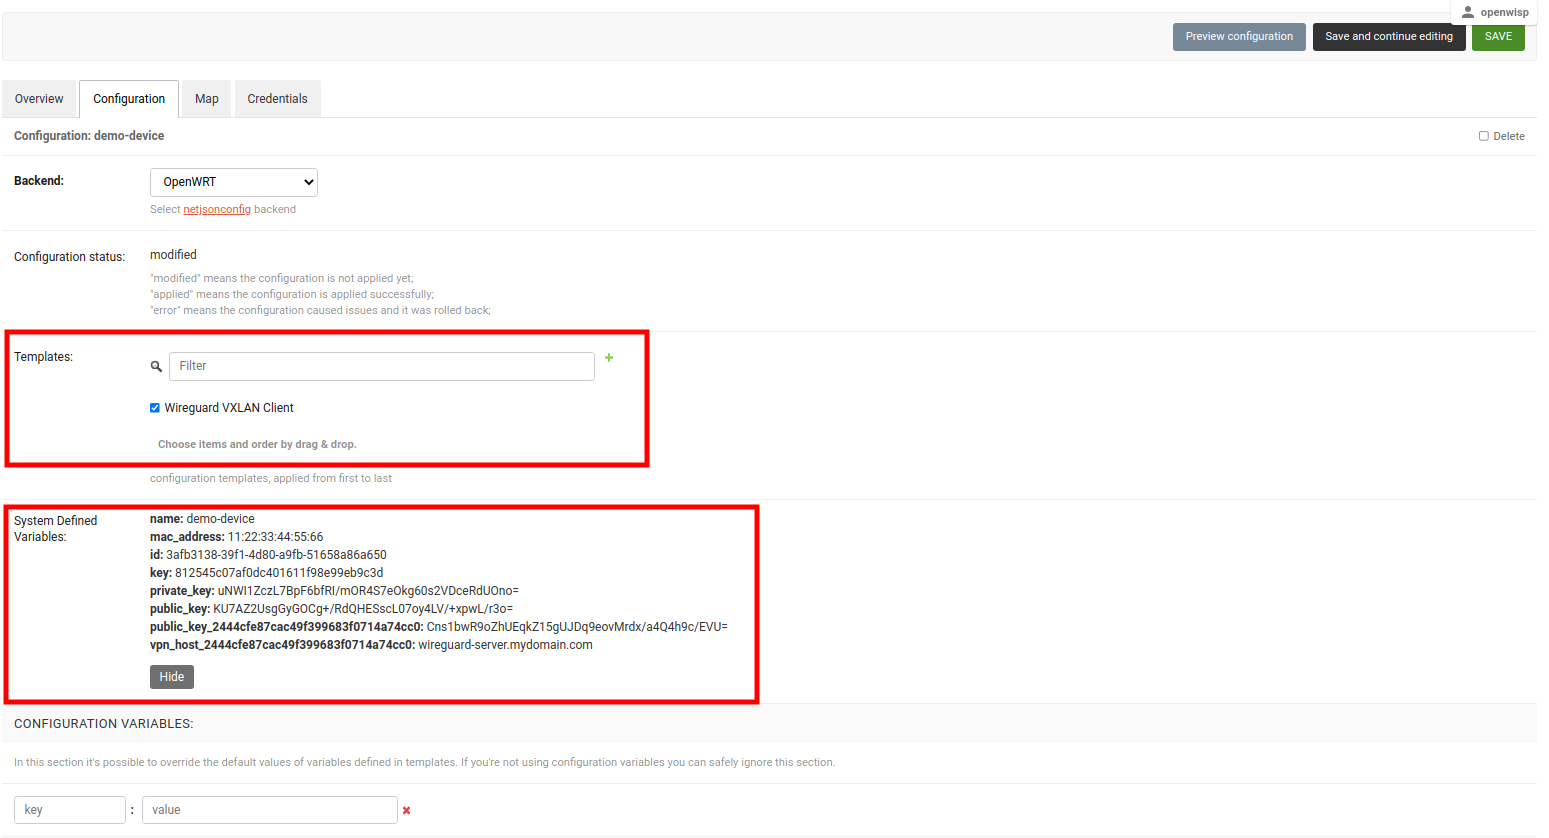 openwisp
Preview configuration Save and continue editing SAVE
Overview Configuration Map Credentials
Configuration: demo-device Delete
Backend: OpenWRT
Select netjsonconfig backend
Configuration status: modified
"modified" means the configuration is not applied yet;
"applied" means the configuration is applied successfully;
"error" means the configuration caused issues and it was rolled back;
Templates: Filter
Wireguard VXLAN Client
Choose items and order by drag & drop.
configuration templates, applied from first to last
System Defined Variables:
name: demo-device
mac_address: 11:22:33:44:55:66
id: 3afb3138-39f1-4d80-a9fb-51658a86a650
key: 812545c07af0dc401611f98e99eb9c3d
private_key: uNWI1ZczL7BpF6bfRI/mOR4S7eOkg60s2VDceRdUOno=
public_key: KU7AZ2UsgGyGOCg+/RdQHESscL07oy4LV/+xpwL/r3o=
public_key_2444cfe87cac49f399683f0714a74cc0: Cns1bwR9oZhUEqkZ15gUJDq9eovMrdx/a4Q4h9c/EVU=
vpn_host_2444cfe87cac49f399683f0714a74cc0: wireguard-server.mydomain.com
Hide
CONFIGURATION VARIABLES:
In this section it's possible to override the default values of variables defined in templates. If you're not using configuration variables you can safely ignore this section.
key : value